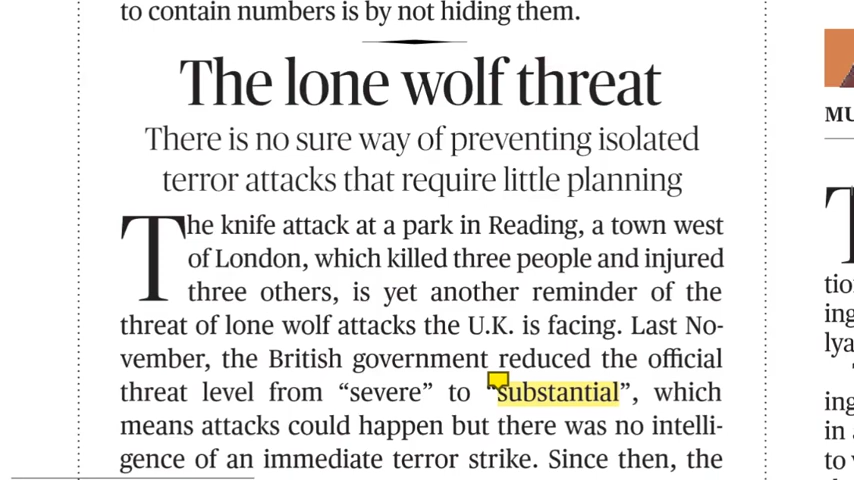 to contain numbers is by not hiding them.
The lone wolf threat
There is no sure way of preventing isolated
terror attacks that require little planning
The knife attack at a park in Reading, a town west
of London, which killed three people and injured
three others, is yet another reminder of the
threat of lone wolf attacks the U.K. is facing. Last No-
vember, the British government reduced the official
threat level from “severe” to “substantial”, which
means attacks could happen but there was no intelli-
gence of an immediate terror strike. Since then, the
MU
T
tio
ing
lya
ing
in
to